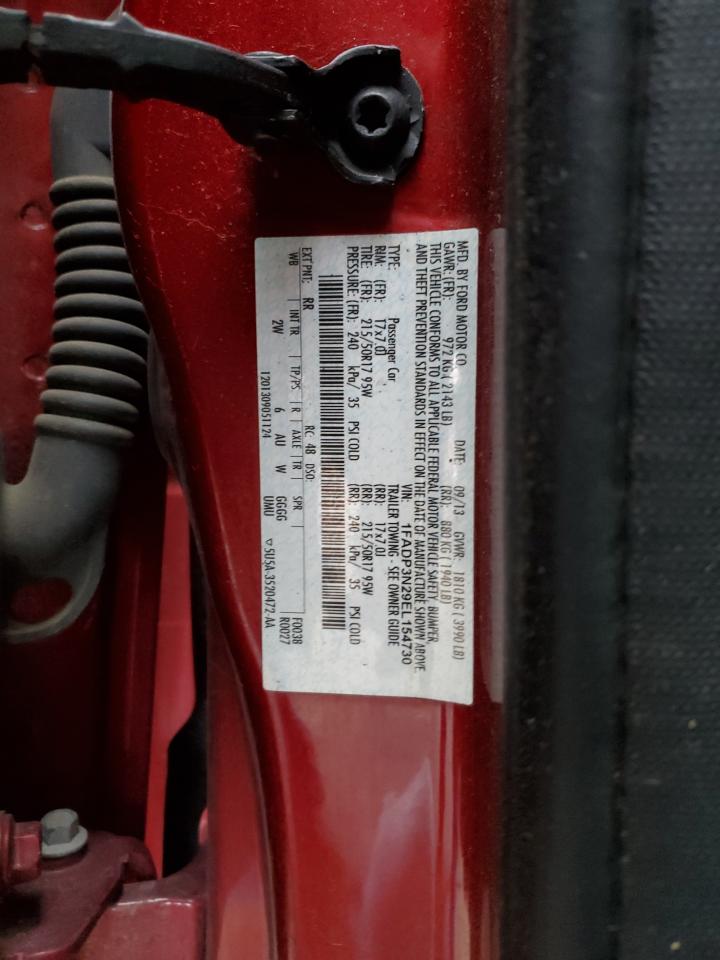 MFD. BY FORD MOTOR CO.
DATE: 09/13 GVWR: 1810 KG ( 3990 LB)
GAWR: (FR): 972 KG ( 2143 LB) (RR): 880 KG ( 1940 LB)
THIS VEHICLE CONFORMS TO ALL APPLICABLE FEDERAL MOTOR VEHICLE SAFETY, BUMPER,
AND THEFT PREVENTION STANDARDS IN EFFECT ON THE DATE OF MANUFACTURE SHOWN ABOVE.
VIN: 1FADP3N29EL154730
TYPE: Passenger Car TRAILER TOWING - SEE OWNER GUIDE
RIM: (FR): 17x7.0J (RR): 17x7.0J
TIRE: (FR): 215/50R17 95W (RR): 215/50R17 95W
PRESSURE: (FR): 240 kPa/ 35 PSI COLD (RR): 240 kPa/ 35 PSI COLD
EXT PNT: RR RC: 48 DSO: F0038
WB INT TR TP/PS R AXLE TR SPR R0027
2W 6 AU W GGGG
UMU
1201309051124 ▽5U5A-3520472-AA